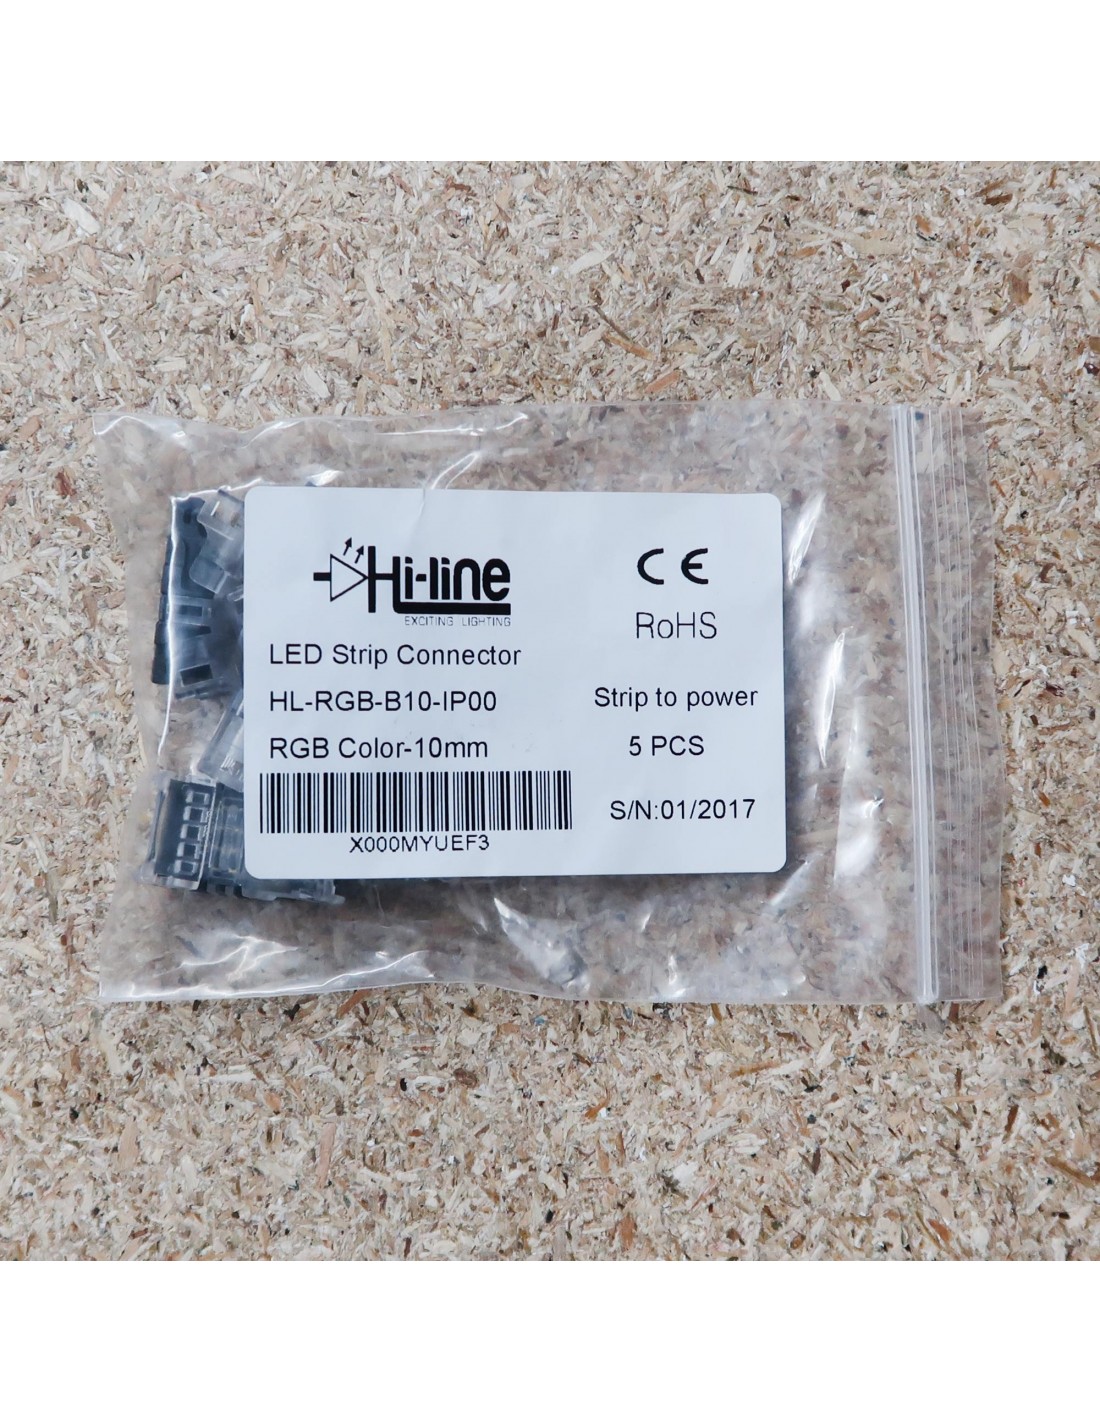 Hi-line
EXCITING LIGHTING
LED Strip Connector
HL-RGB-B10-IP00
RGB Color-10mm
X000MYUEF3
CE
RoHS
Strip to power
5 PCS
S/N:01/2017